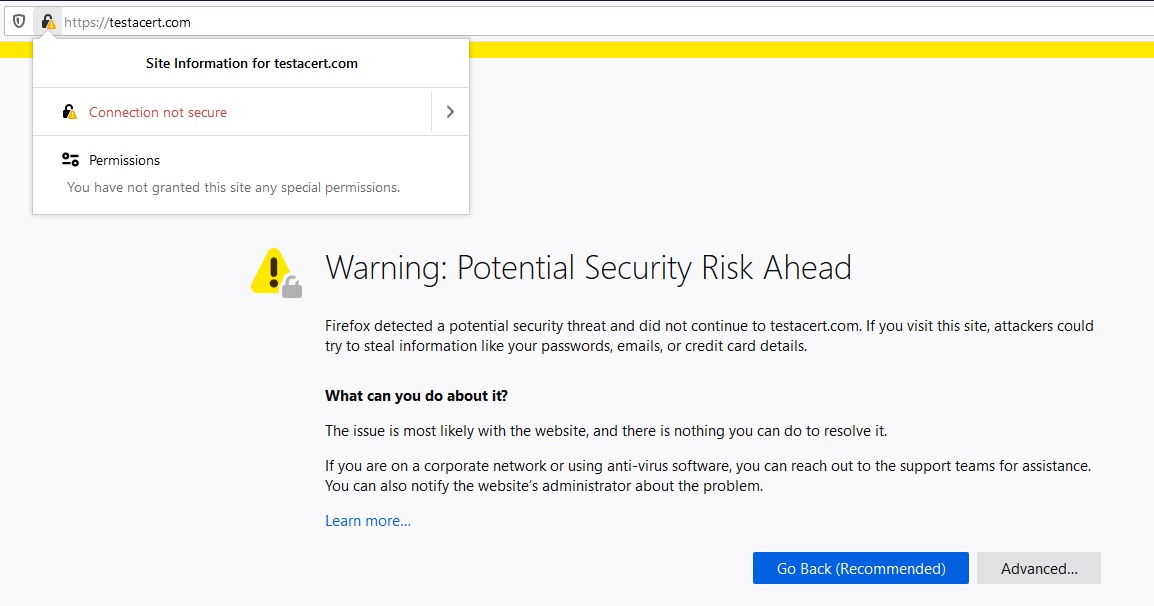 https://testacert.com
Site Information for testacert.com
Connection not secure
Permissions
You have not granted this site any special permissions.
Warning: Potential Security Risk Ahead
Firefox detected a potential security threat and did not continue to testacert.com. If you visit this site, attackers could
try to steal information like your passwords, emails, or credit card details.
What can you do about it?
The issue is most likely with the website, and there is nothing you can do to resolve it.
If you are on a corporate network or using anti-virus software, you can reach out to the support teams for assistance.
You can also notify the website’s administrator about the problem.
Learn more…
Go Back (Recommended)
Advanced...